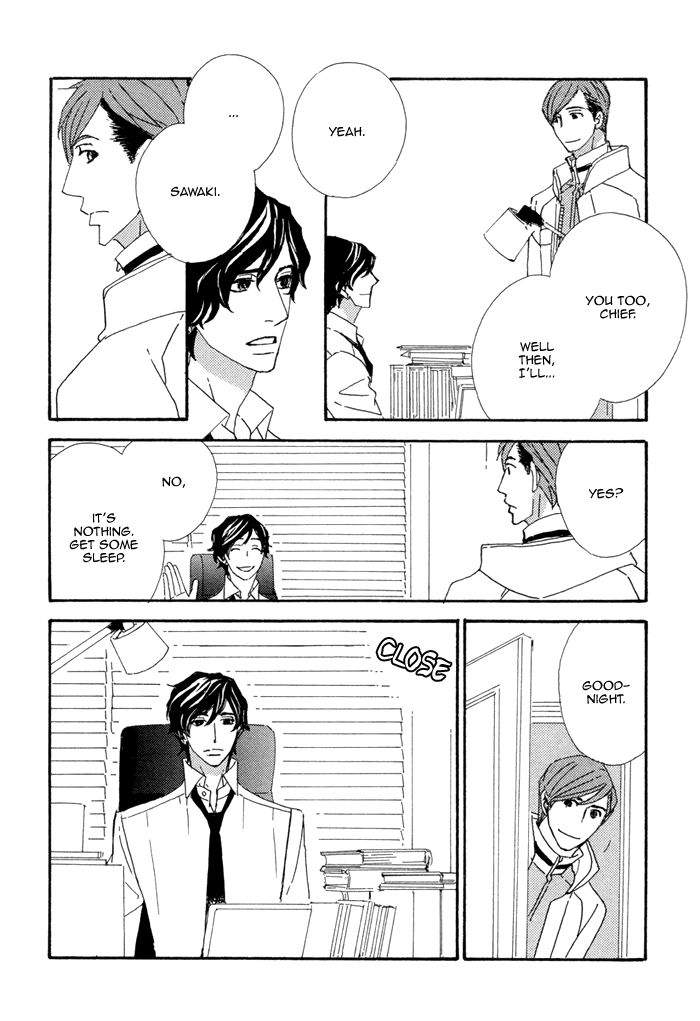 YEAH.
YOU TOO,
CHIEF.
WELL
THEN,
I'LL...
...
SAWAKI.
YES?
NO,
IT'S
NOTHING.
GET SOME
SLEEP.
GOOD-
NIGHT.
CLOSE